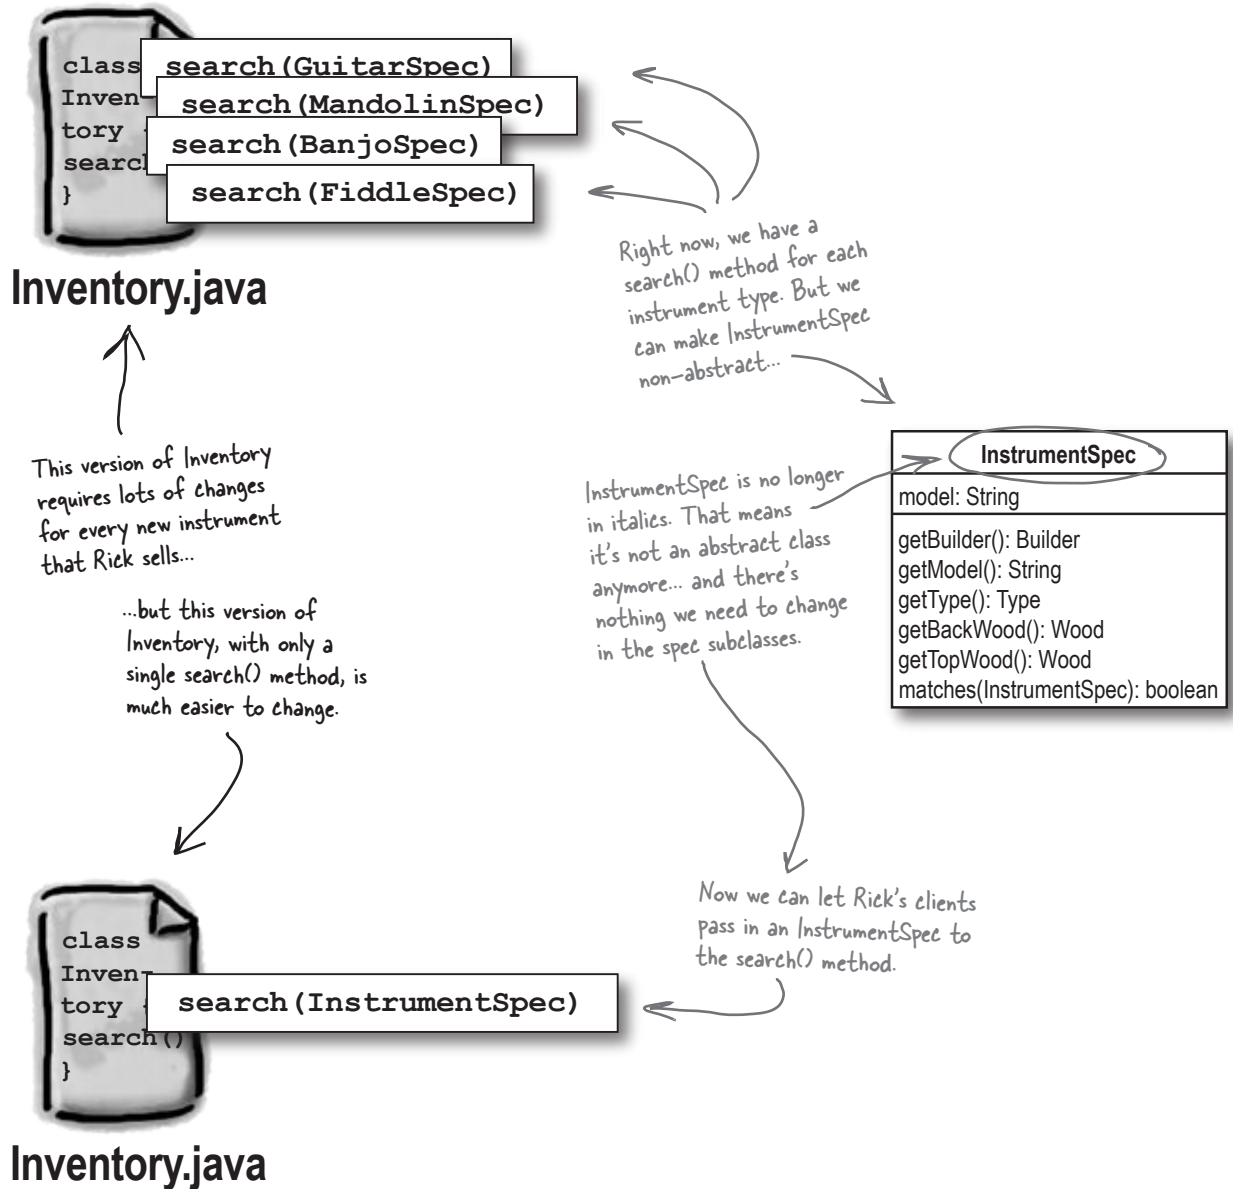 class
Inven-
tory {
search
}
search(GuitarSpec)
search(MandolinSpec)
search(BanjoSpec)
search(FiddleSpec)
Inventory.java
Right now, we have a
search() method for each
instrument type. But we
can make InstrumentSpec
non-abstract...
This version of Inventory
requires lots of changes
for every new instrument
that Rick sells...
...but this version of
Inventory, with only a
single search() method, is
much easier to change.
InstrumentSpec is no longer
in italics. That means
it's not an abstract class
anymore... and there's
nothing we need to change
in the spec subclasses.
InstrumentSpec
model: String
getBuilder(): Builder
getModel(): String
getType(): Type
getBackWood(): Wood
getTopWood(): Wood
matches(InstrumentSpec): boolean
Now we can let Rick's clients
pass in an InstrumentSpec to
the search() method.
class
Inven-
tory {
search()
}
search(InstrumentSpec)
Inventory.java